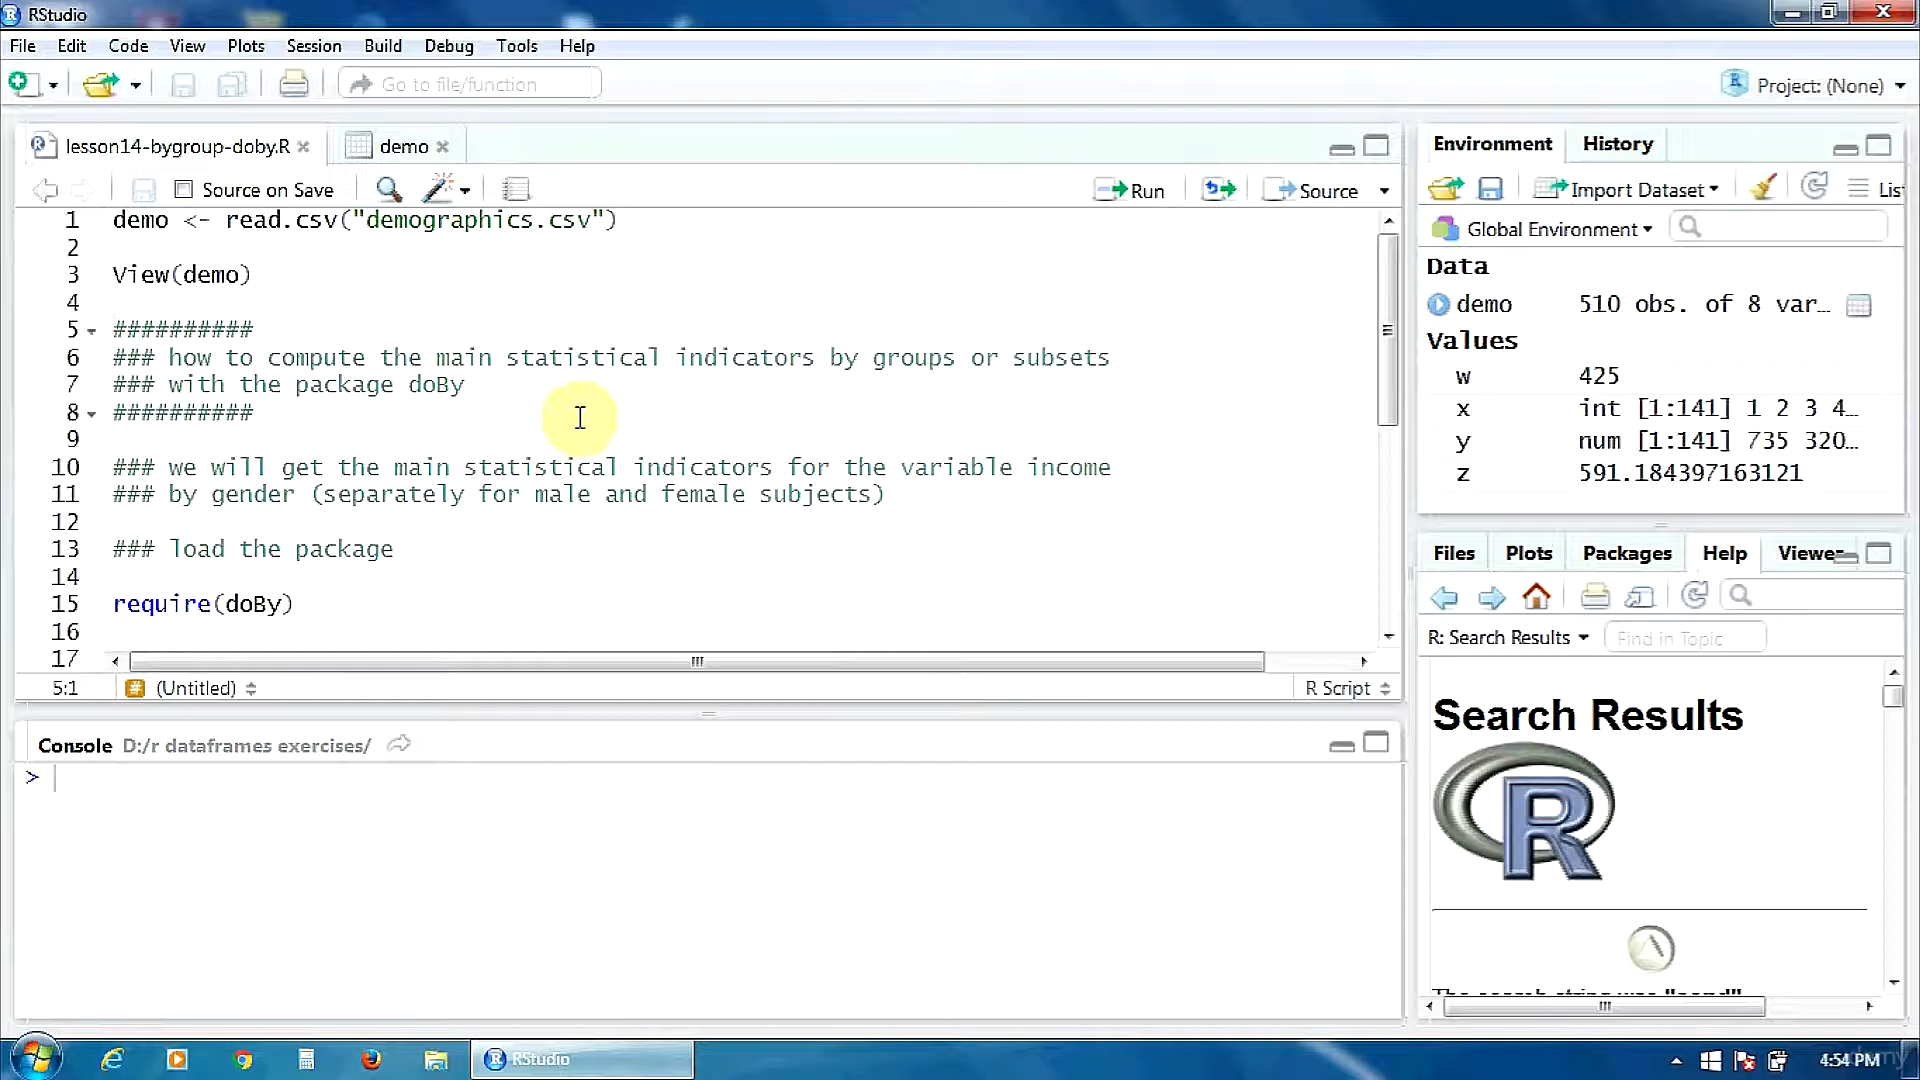 RStudio
File Edit Code View Plots Session Build Debug Tools Help
Go to file/function
Project: (None)
lesson14-bygroup-doby.R
demo
Source on Save
Run
Source
1 demo <- read.csv("demographics.csv")
2
3 View(demo)
4
5 ##########
6 ### how to compute the main statistical indicators by groups or subsets
7 ### with the package doBy
8 ##########
9
10 ### we will get the main statistical indicators for the variable income
11 ### by gender (separately for male and female subjects)
12
13 ### load the package
14
15 require(doBy)
16
17
5:1 (Untitled) R Script
Console D:/r dataframes exercises/
>
Environment History
Import Dataset
Global Environment
Data
demo 510 obs. of 8 var…
Values
w 425
x int [1:141] 1 2 3 4…
y num [1:141] 735 320…
z 591.184397163121
Files Plots Packages Help
R: Search Results
Find in Topic
Search Results
R
RStudio
4:54 PM